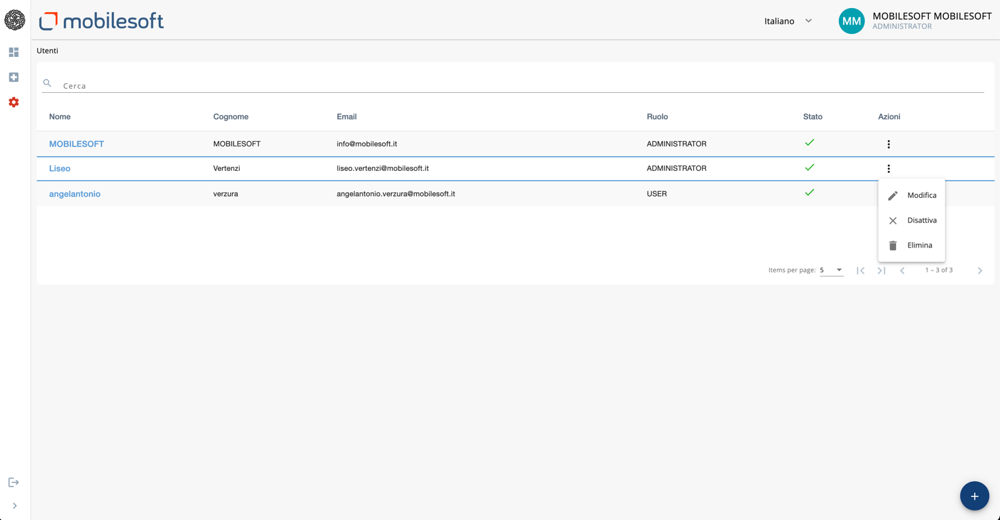 mobilesoft
Italiano
MM
MOBILESOFT MOBILESOFT
ADMINISTRATOR
Utenti
Cerca
Nome Cognome Email Ruolo Stato Azioni
MOBILESOFT MOBILESOFT info@mobilesoft.it ADMINISTRATOR
Liseo Vertenzi liseo.vertenzi@mobilesoft.it ADMINISTRATOR
angelantonio verzura angelantonio.verzura@mobilesoft.it USER
Modifica
Disattiva
Elimina
Items per page: 5 1 – 3 of 3